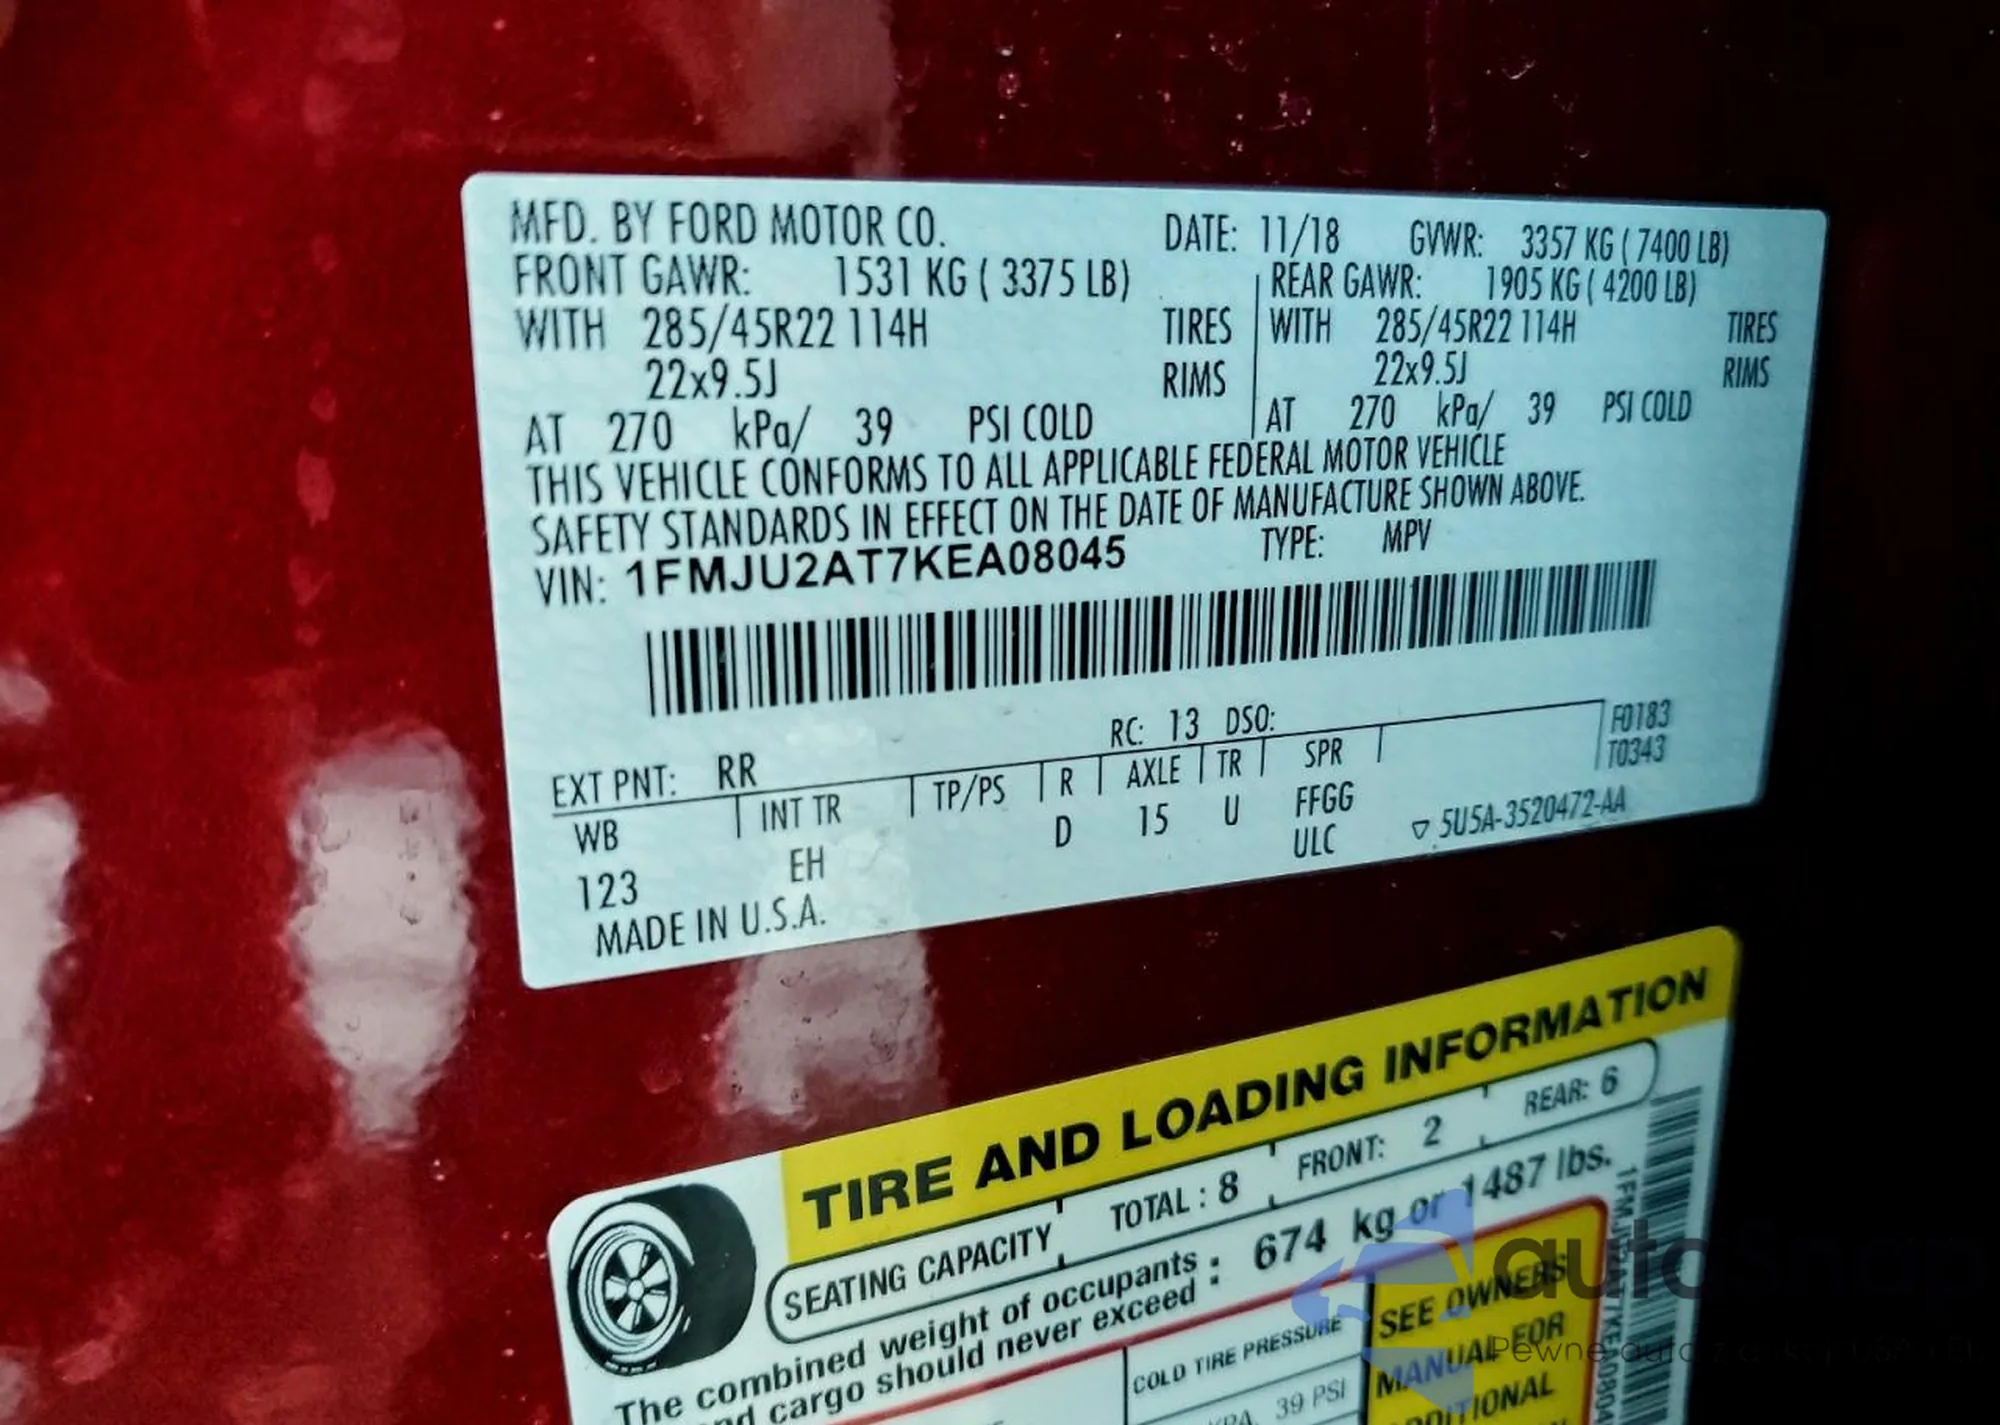 MFD. BY FORD MOTOR CO. DATE: 11/18 GVWR: 3357 KG ( 7400 LB)
FRONT GAWR: 1531 KG ( 3375 LB) REAR GAWR: 1905 KG ( 4200 LB)
WITH 285/45R22 114H TIRES WITH 285/45R22 114H TIRES
22x9.5J RIMS 22x9.5J RIMS
AT 270 kPa/ 39 PSI COLD AT 270 kPa/ 39 PSI COLD
THIS VEHICLE CONFORMS TO ALL APPLICABLE FEDERAL MOTOR VEHICLE
SAFETY STANDARDS IN EFFECT ON THE DATE OF MANUFACTURE SHOWN ABOVE.
VIN: 1FMJU2AT7KEA08045 TYPE: MPV
EXT PNT: RR RC: 13 DSO: F0183
T0343
WB INT TR TP/PS R AXLE TR SPR
123 EH D 15 U FFGG
ULC ▽ 5U5A-3520472-AA
MADE IN U.S.A.
TIRE AND LOADING INFORMATION
SEATING CAPACITY TOTAL : 8 FRONT: 2 REAR: 6
The combined weight of occupants : 674 kg or 1487 lbs.
and cargo should never exceed
COLD TIRE PRESSURE
39 PSI
SEE OWNERS
MANUAL FOR
ADDITIONAL
autosnap
Pewne auto z